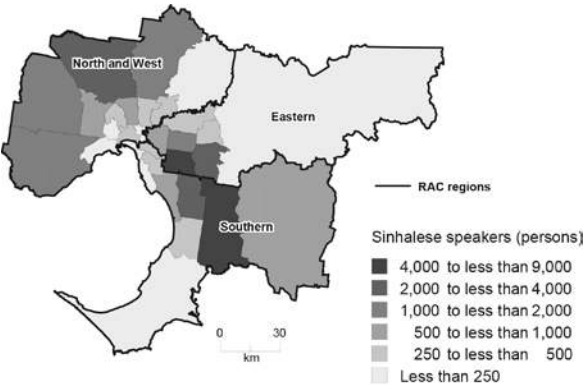 North and West
Eastern
Southern
RAC regions
0 30
km
Sinhalese speakers (persons)
4,000 to less than 9,000
2,000 to less than 4,000
1,000 to less than 2,000
500 to less than 1,000
250 to less than 500
Less than 250